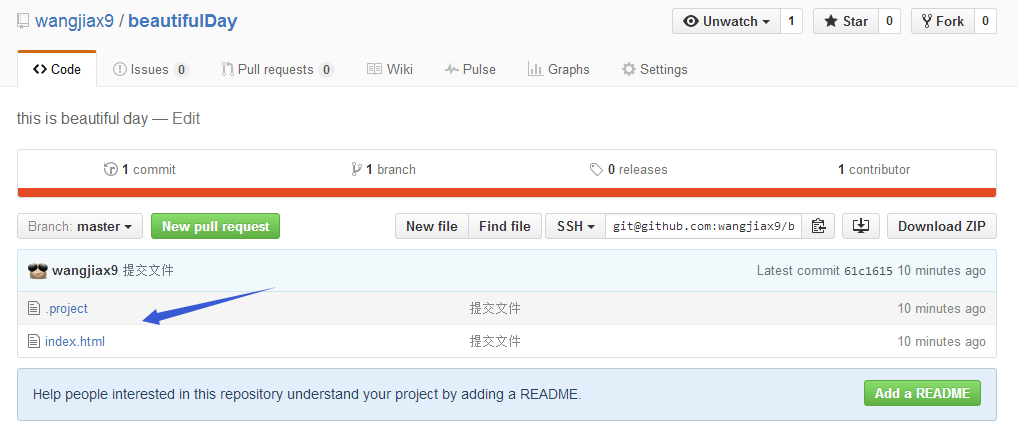 wangjiax9 / beautifulDay
Unwatch 1 Star 0 Fork 0
Code Issues 0 Pull requests 0 Wiki Pulse Graphs Settings
this is beautiful day — Edit
1 commit 1 branch 0 releases 1 contributor
Branch: master New pull request New file Find file SSH git@github.com:wangjiax9/b Download ZIP
wangjiax9 提交文件 Latest commit 61c1615 10 minutes ago
.project 提交文件 10 minutes ago
index.html 提交文件 10 minutes ago
Help people interested in this repository understand your project by adding a README. Add a README